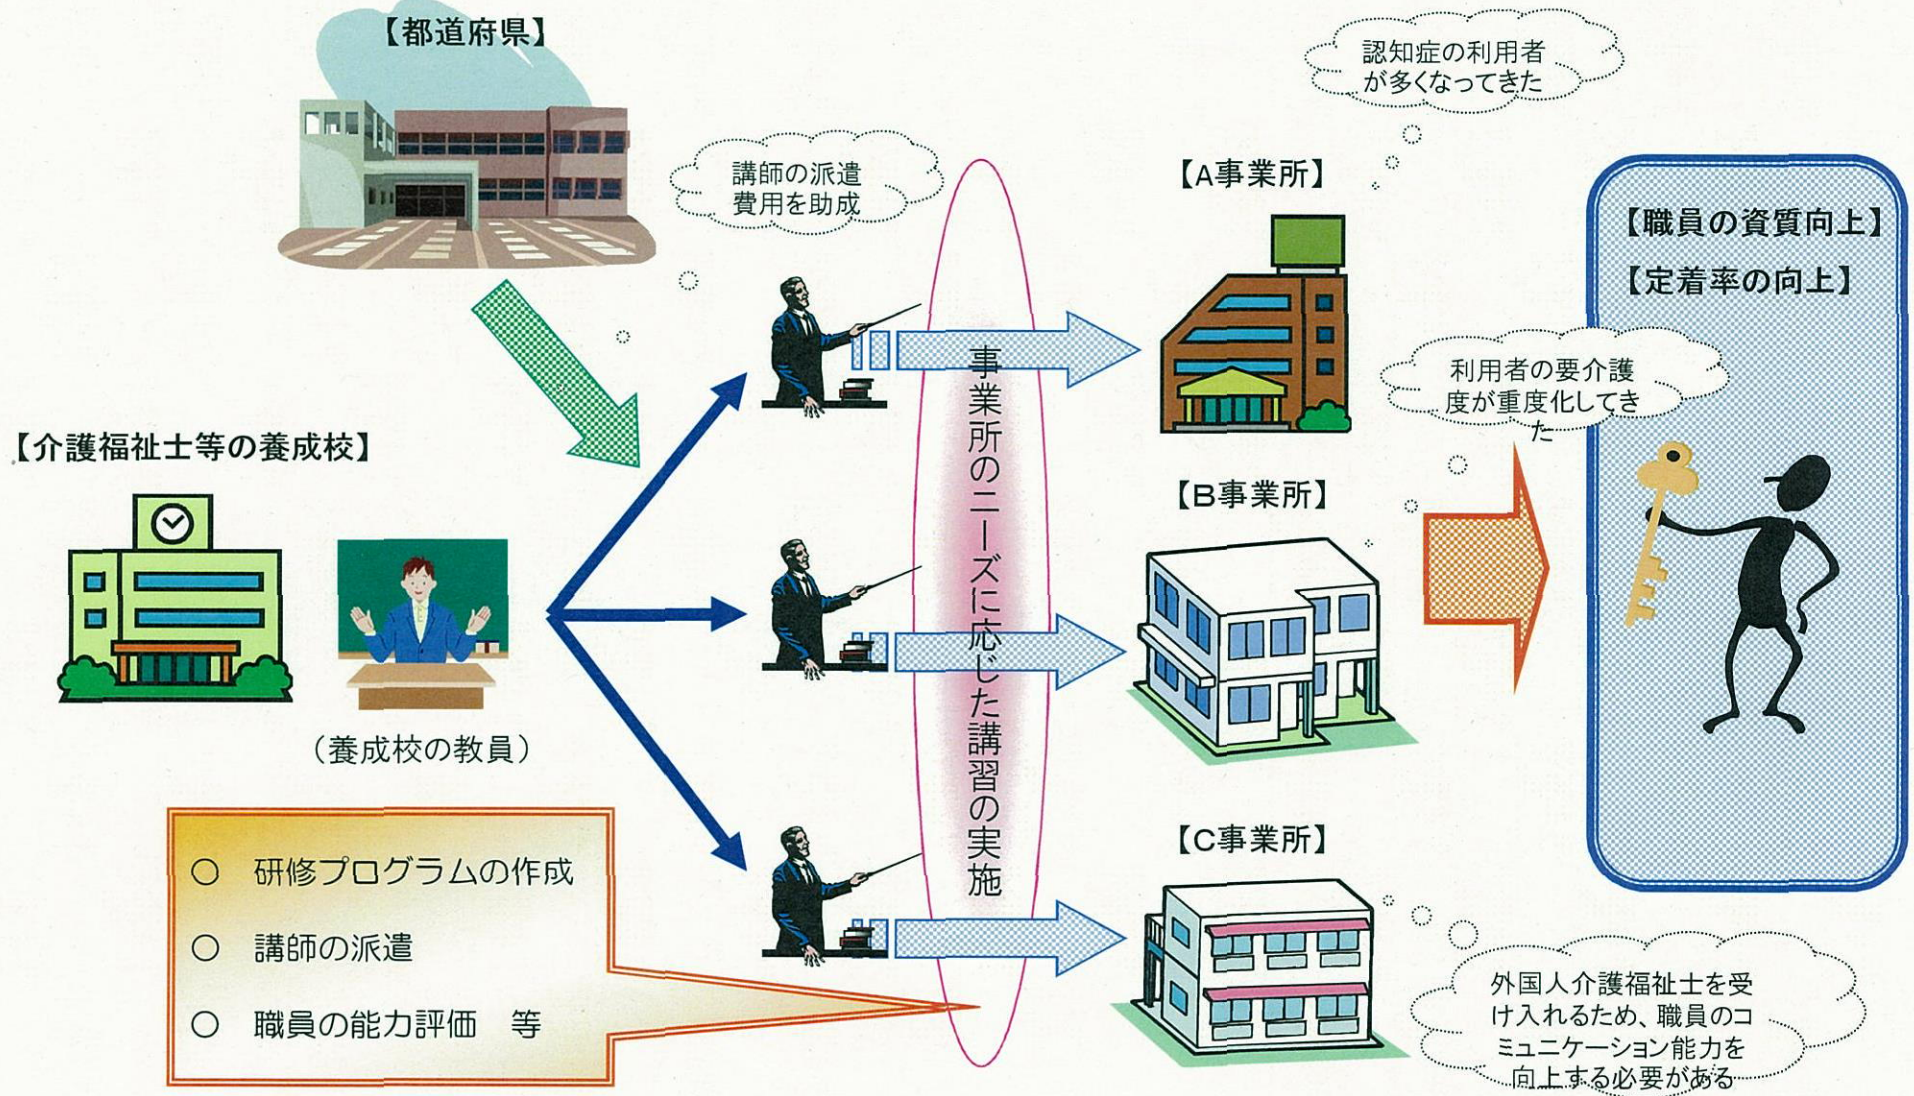 【都道府県】
認知症の利用者
が多くなってきた
講師の派遣
費用を助成
【A事業所】
【職員の資質向上】
【定着率の向上】
利用者の要介護
度が重度化してき
た
【介護福祉士等の養成校】
(養成校の教員)
事業所のニーズに応じた講習の実施
【B事業所】
【C事業所】
○ 研修プログラムの作成
○ 講師の派遣
○ 職員の能力評価 等
外国人介護福祉士を受
け入れるため、職員のコ
ミュニケーション能力を
向上する必要がある